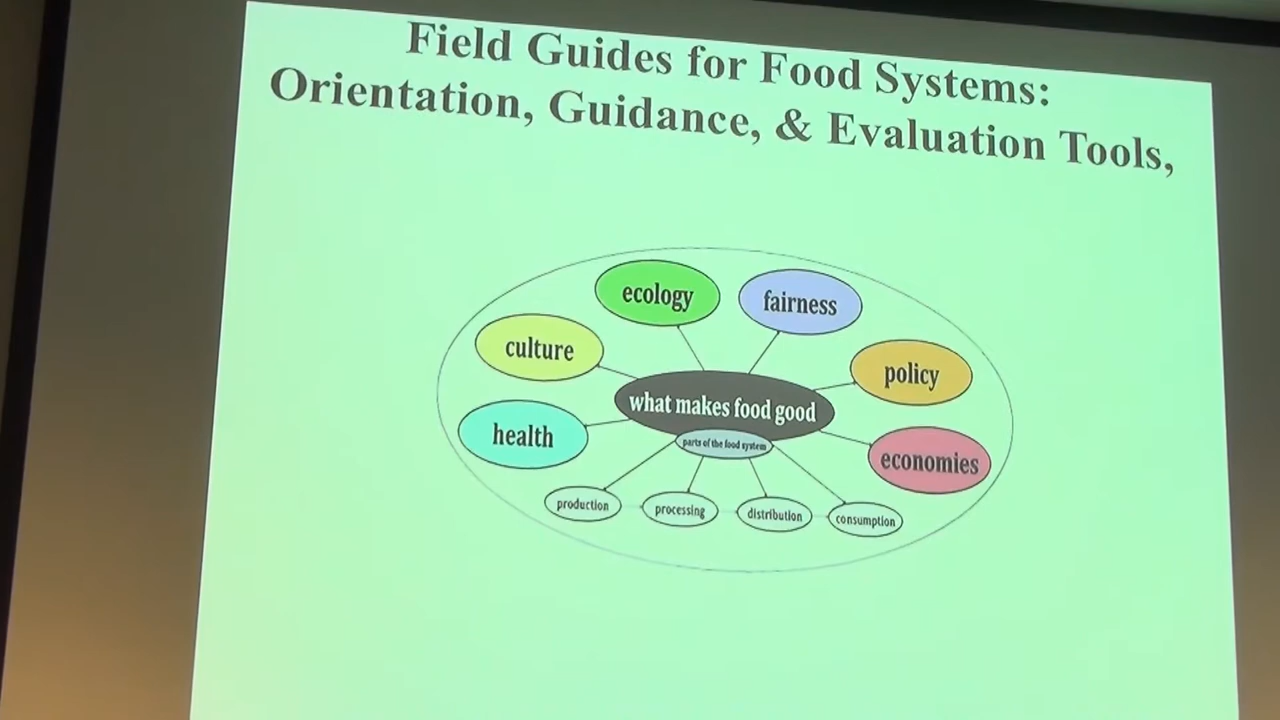 Field Guides for Food Systems:
Orientation, Guidance, & Evaluation Tools,
ecology
fairness
culture
policy
what makes food good
health
parts of the food system
economies
production
processing
distribution
consumption